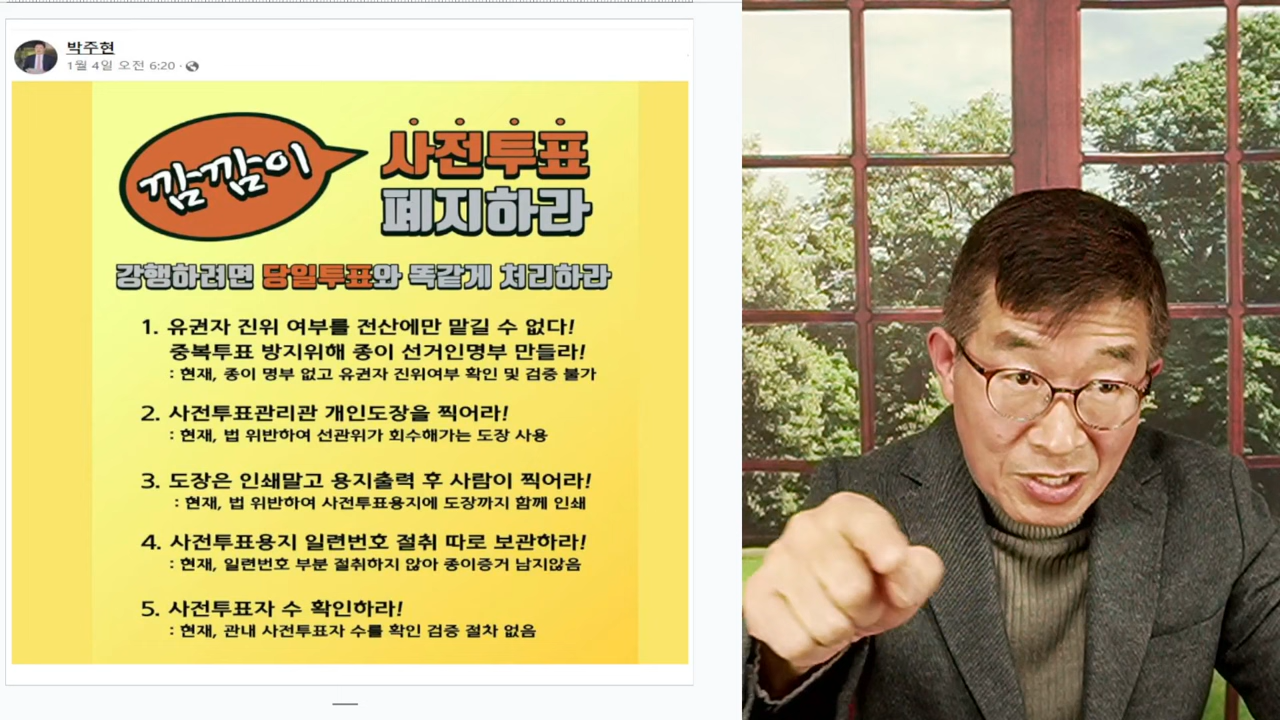 박주현
1월 4일 오전 6:20 ·
깜깜이
사전투표
폐지하라
강행하려면 당일투표와 똑같게 처리하라
1. 유권자 진위 여부를 전산에만 맡길 수 없다!
중복투표 방지위해 종이 선거인명부 만들라!
: 현재, 종이 명부 없고 유권자 진위여부 확인 및 검증 불가
2. 사전투표관리관 개인도장을 찍어라!
: 현재, 법 위반하여 선관위가 회수해가는 도장 사용
3. 도장은 인쇄말고 용지출력 후 사람이 찍어라!
: 현재, 법 위반하여 사전투표용지에 도장까지 함께 인쇄
4. 사전투표용지 일련번호 절취 따로 보관하라!
: 현재, 일련번호 부분 절취하지 않아 종이증거 남지않음
5. 사전투표자 수 확인하라!
: 현재, 관내 사전투표자 수를 확인 검증 절차 없음